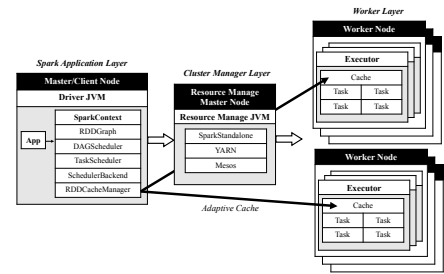 Worker Layer
Worker Node
Spark Application Layer
Cluster Manager Layer
Executor
Master/Client Node
Resource Manage
Master Node
Cache
Driver JVM
Task Task
Resource Manage JVM
Task Task
SparkContext
RDDGraph
SparkStandalone
App
DAGScheduler
YARN
Worker Node
TaskScheduler
Mesos
SchedulerBackend
Executor
RDDCacheManager
Cache
Adaptive Cache
Task Task
Task Task